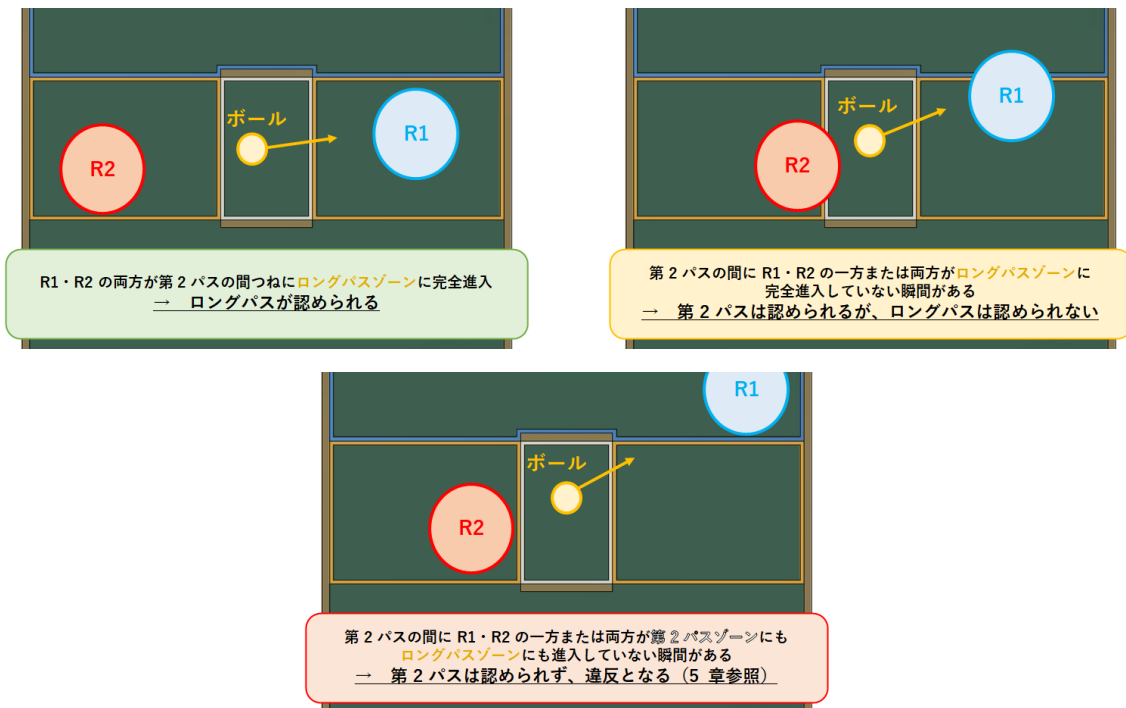 ボール
R1
R2
R1・R2 の両方が第 2 パスの間つねにロングパスゾーンに完全進入
→ ロングパスが認められる
ボール
R1
R2
第 2 パスの間に R1・R2 の一方または両方がロングパスゾーンに
完全進入していない瞬間がある
→ 第 2 パスは認められるが、ロングパスは認められない
R1
ボール
R2
第 2 パスの間に R1・R2 の一方または両方が第 2 パスゾーンにも
ロングパスゾーンにも進入していない瞬間がある
→ 第 2 パスは認められず、違反となる（5 章参照）